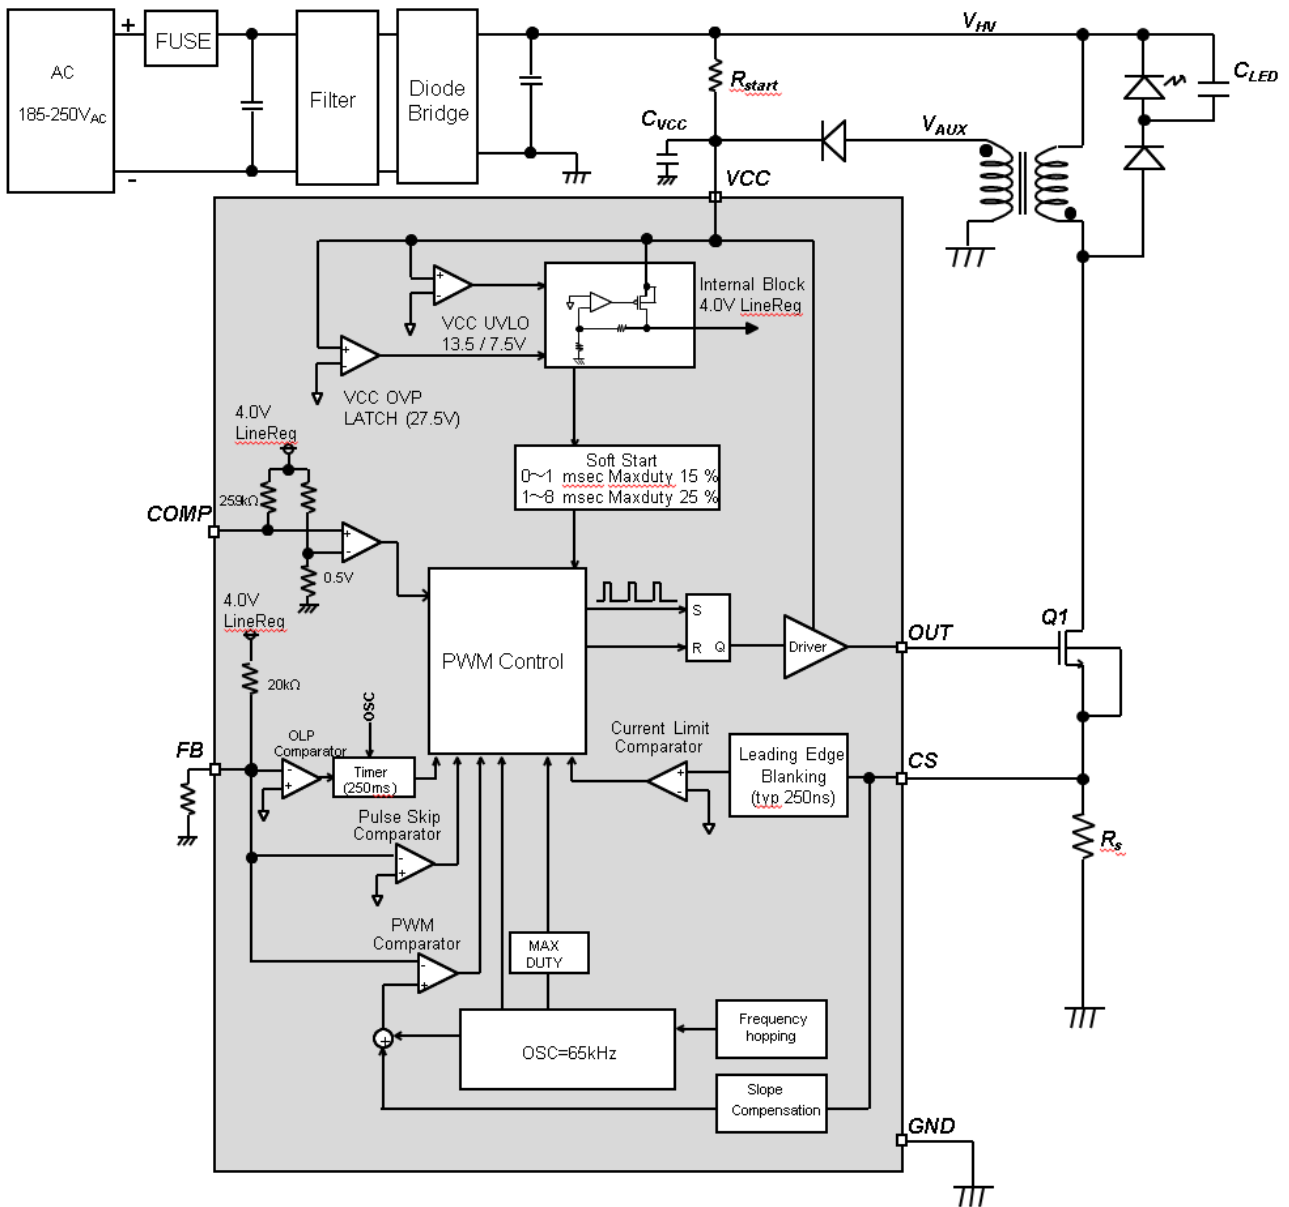 +
FUSE
AC
185-250VAC
-
Filter
Diode
Bridge
VHV
Rstart
CLED
CVCC
VAUX
VCC
+
-
VCC UVLO
13.5 / 7.5V
Internal Block
4.0V LineReg
+
-
VCC OVP
LATCH (27.5V)
4.0V
LineReg
Soft Start
0~1 msec Maxduty 15 %
1~8 msec Maxduty 25 %
25.9kΩ
COMP
+
-
0.5V
4.0V
LineReg
S
R Q
PWM Control
Driver
OUT
Q1
20kΩ
OSC
FB
OLP
Comparator
-
+
Timer
(250ms)
Current Limit
Comparator
+
-
Leading Edge
Blanking
(typ 250ns)
CS
Rs
Pulse Skip
Comparator
-
+
PWM
Comparator
-
+
MAX
DUTY
+
OSC=65kHz
Frequency
hopping
Slope
Compensation
GND